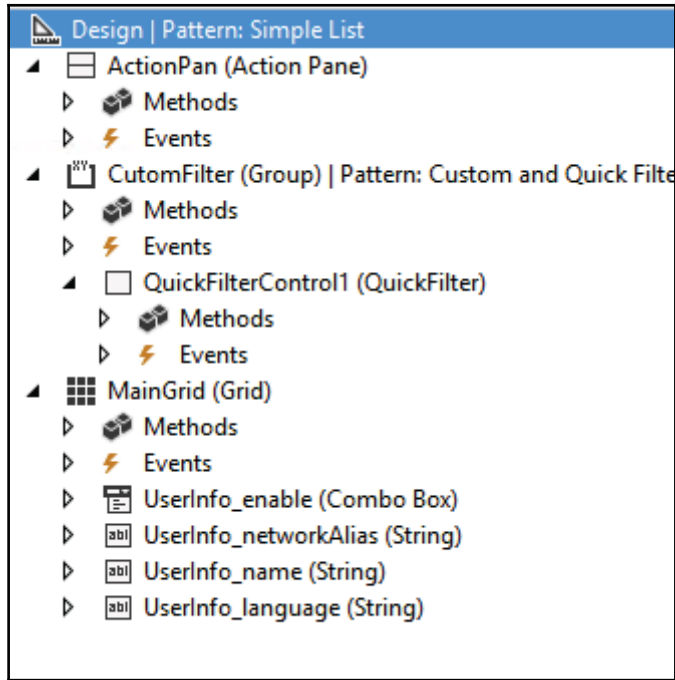 Design | Pattern: Simple List
ActionPan (Action Pane)
Methods
Events
CutomFilter (Group) | Pattern: Custom and Quick Filte
Methods
Events
QuickFilterControl1 (QuickFilter)
Methods
Events
MainGrid (Grid)
Methods
Events
UserInfo_enable (Combo Box)
UserInfo_networkAlias (String)
UserInfo_name (String)
UserInfo_language (String)